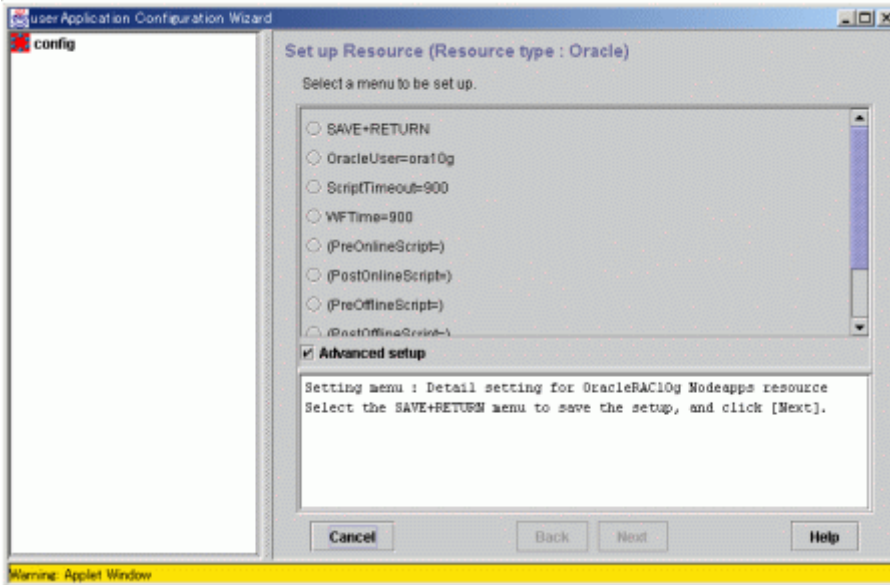 userApplication Configuration Wizard
config
Set up Resource (Resource type : Oracle)
Select a menu to be set up.
SAVE+RETURN
OracleUser=ora10g
ScriptTimeout=900
WFTime=900
(PreOnlineScript=)
(PostOnlineScript=)
(PreOfflineScript=)
(PostOfflineScript=)
Advanced setup
Setting menu : Detail setting for OracleRAC10g Nodeapps resource
Select the SAVE+RETURN menu to save the setup, and click [Next].
Cancel
Back
Next
Help
Warning: Applet Window